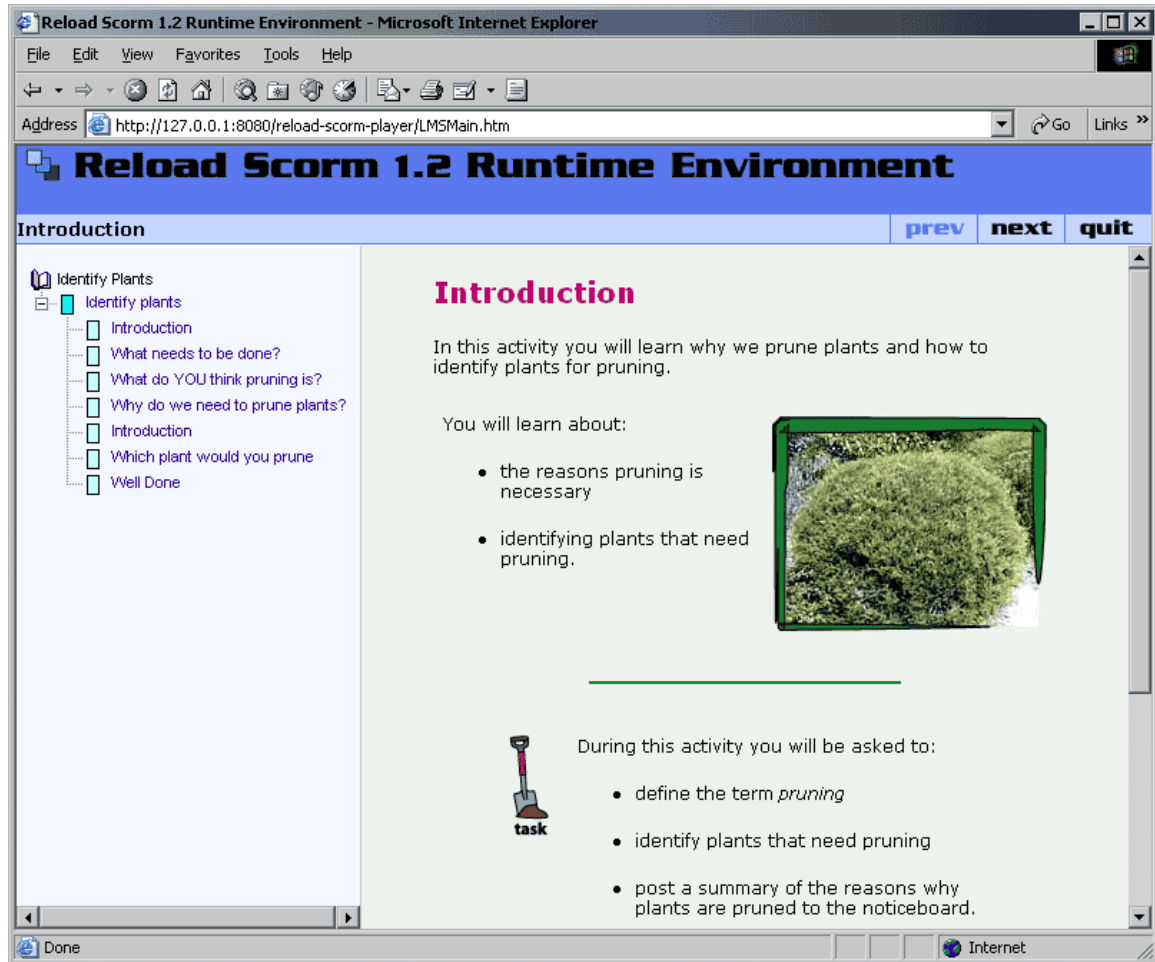 Reload Scorm 1.2 Runtime Environment - Microsoft Internet Explorer
File Edit View Favorites Tools Help
Address http://127.0.0.1:8080/reload-scorm-player/LMSMain.htm Go Links »
Reload Scorm 1.2 Runtime Environment
Introduction prev next quit
Identify Plants
Identify plants
Introduction
What needs to be done?
What do YOU think pruning is?
Why do we need to prune plants?
Introduction
Which plant would you prune
Well Done
Introduction
In this activity you will learn why we prune plants and how to
identify plants for pruning.
You will learn about:
• the reasons pruning is
necessary
• identifying plants that need
pruning.
task
During this activity you will be asked to:
• define the term pruning
• identify plants that need pruning
• post a summary of the reasons why
plants are pruned to the noticeboard.
Done Internet